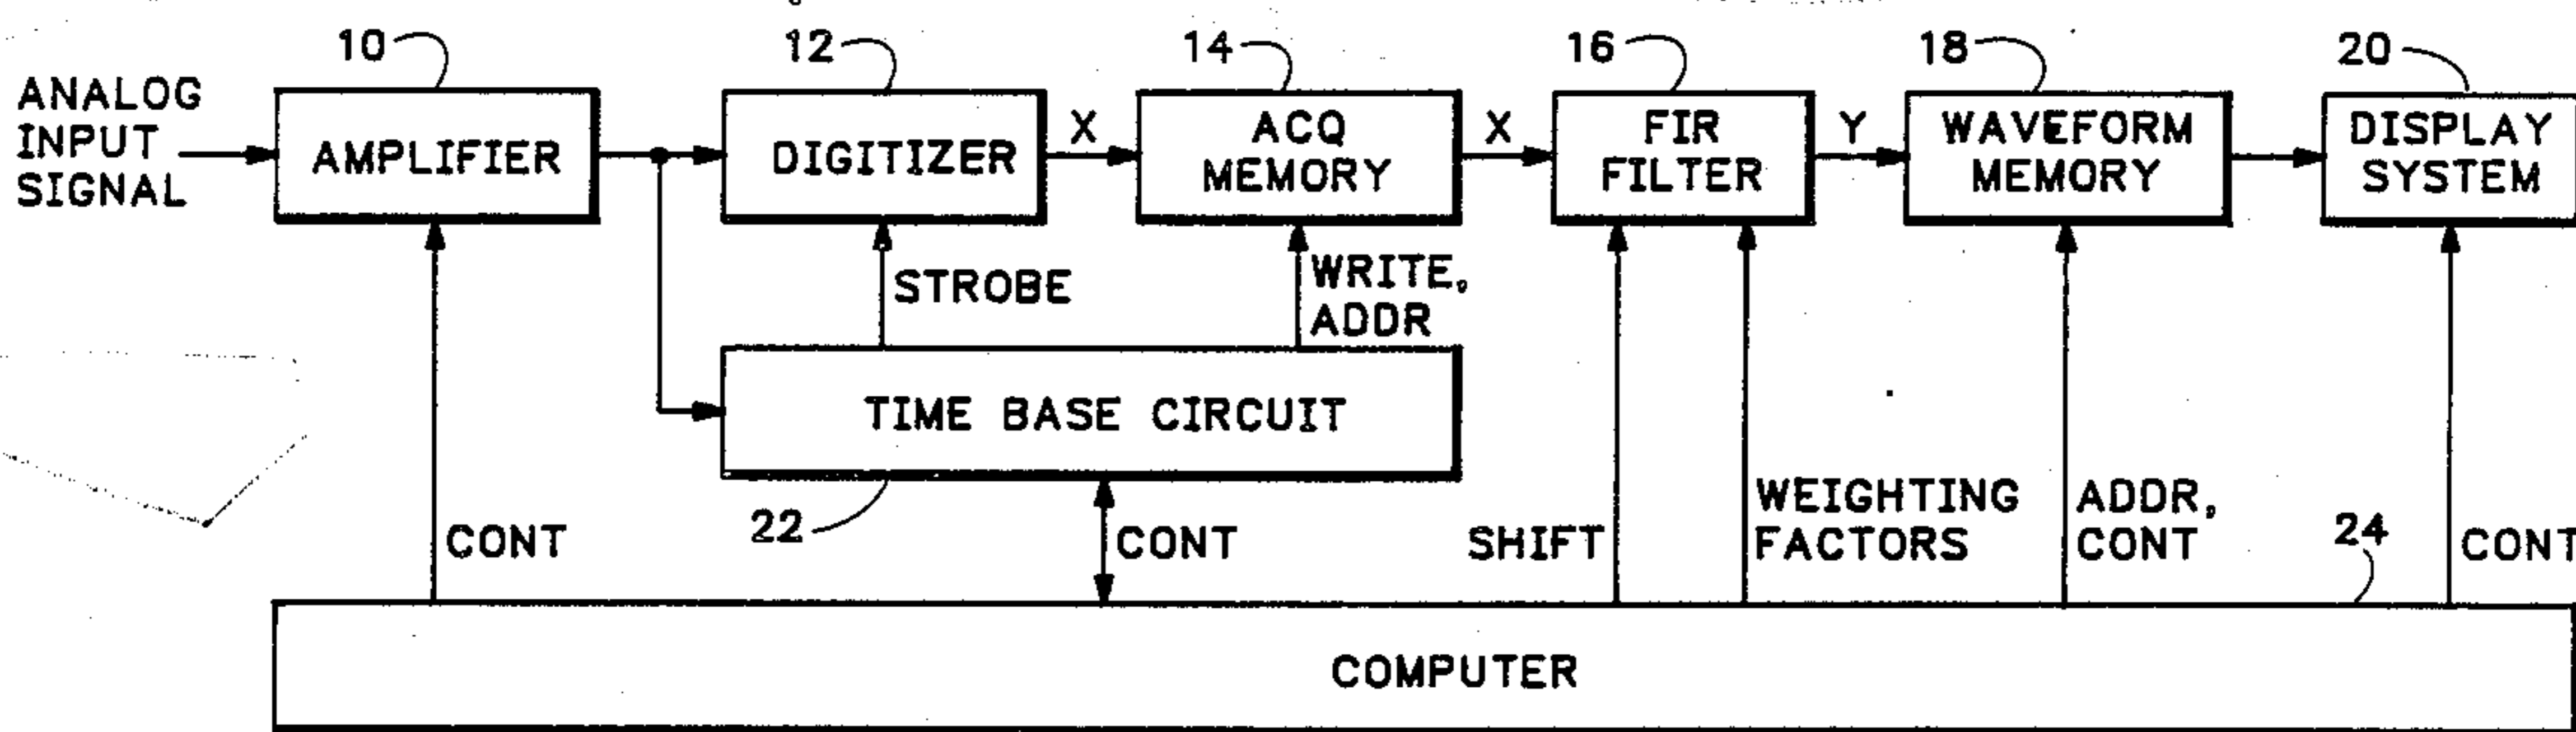 10
12
14
16
18
20
ANALOG
INPUT
SIGNAL
AMPLIFIER
DIGITIZER
X
ACQ
MEMORY
X
FIR
FILTER
Y
WAVEFORM
MEMORY
DISPLAY
SYSTEM
STROBE
WRITE,
ADDR
TIME BASE CIRCUIT
22
CONT
CONT
SHIFT
WEIGHTING
FACTORS
ADDR,
CONT
24
CONT
COMPUTER